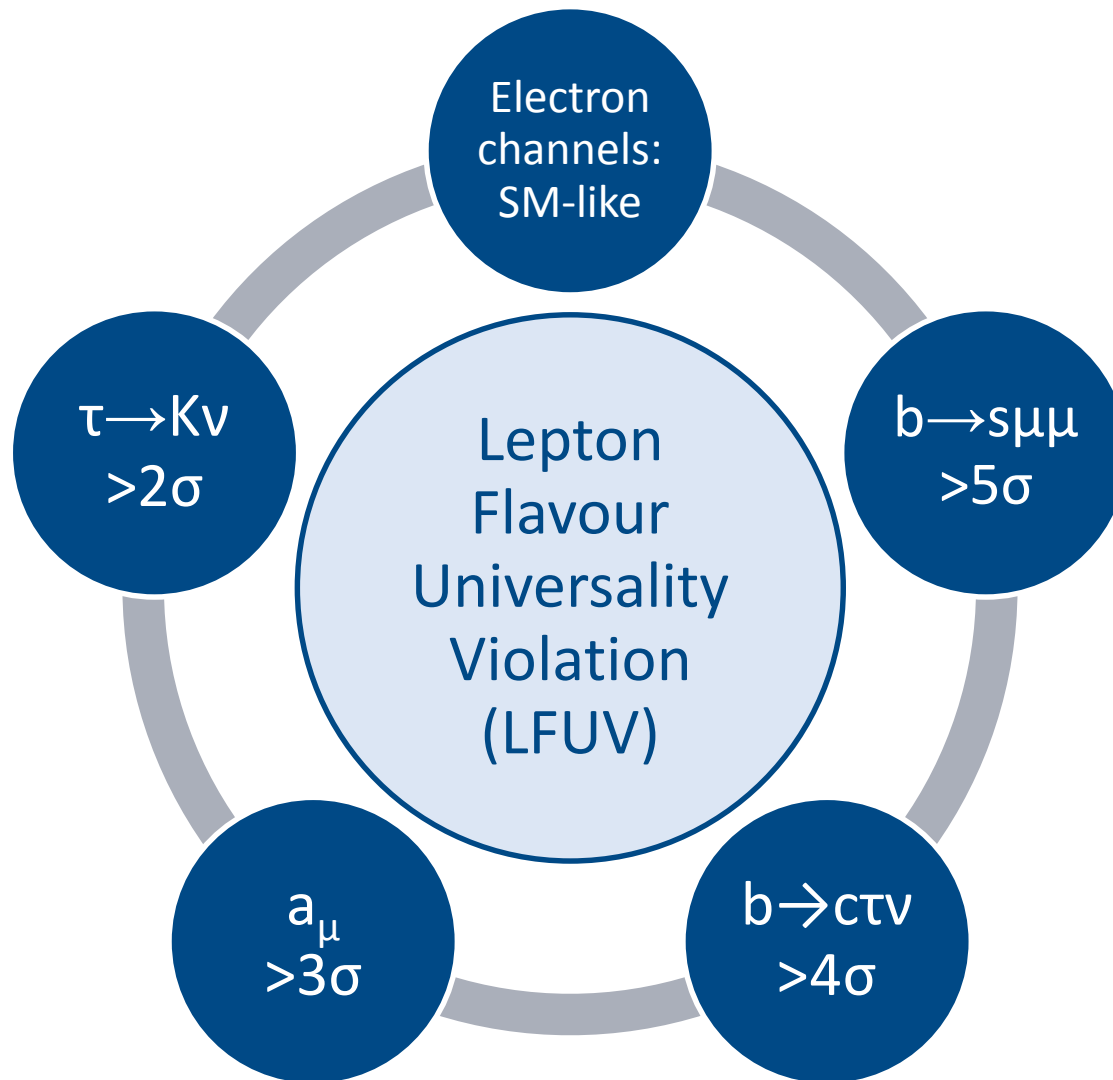 Electron
channels:
SM-like
τ→Kν
>2σ
b→sμμ
>5σ
Lepton
Flavour
Universality
Violation
(LFUV)
aμ
>3σ
b→cτν
>4σ